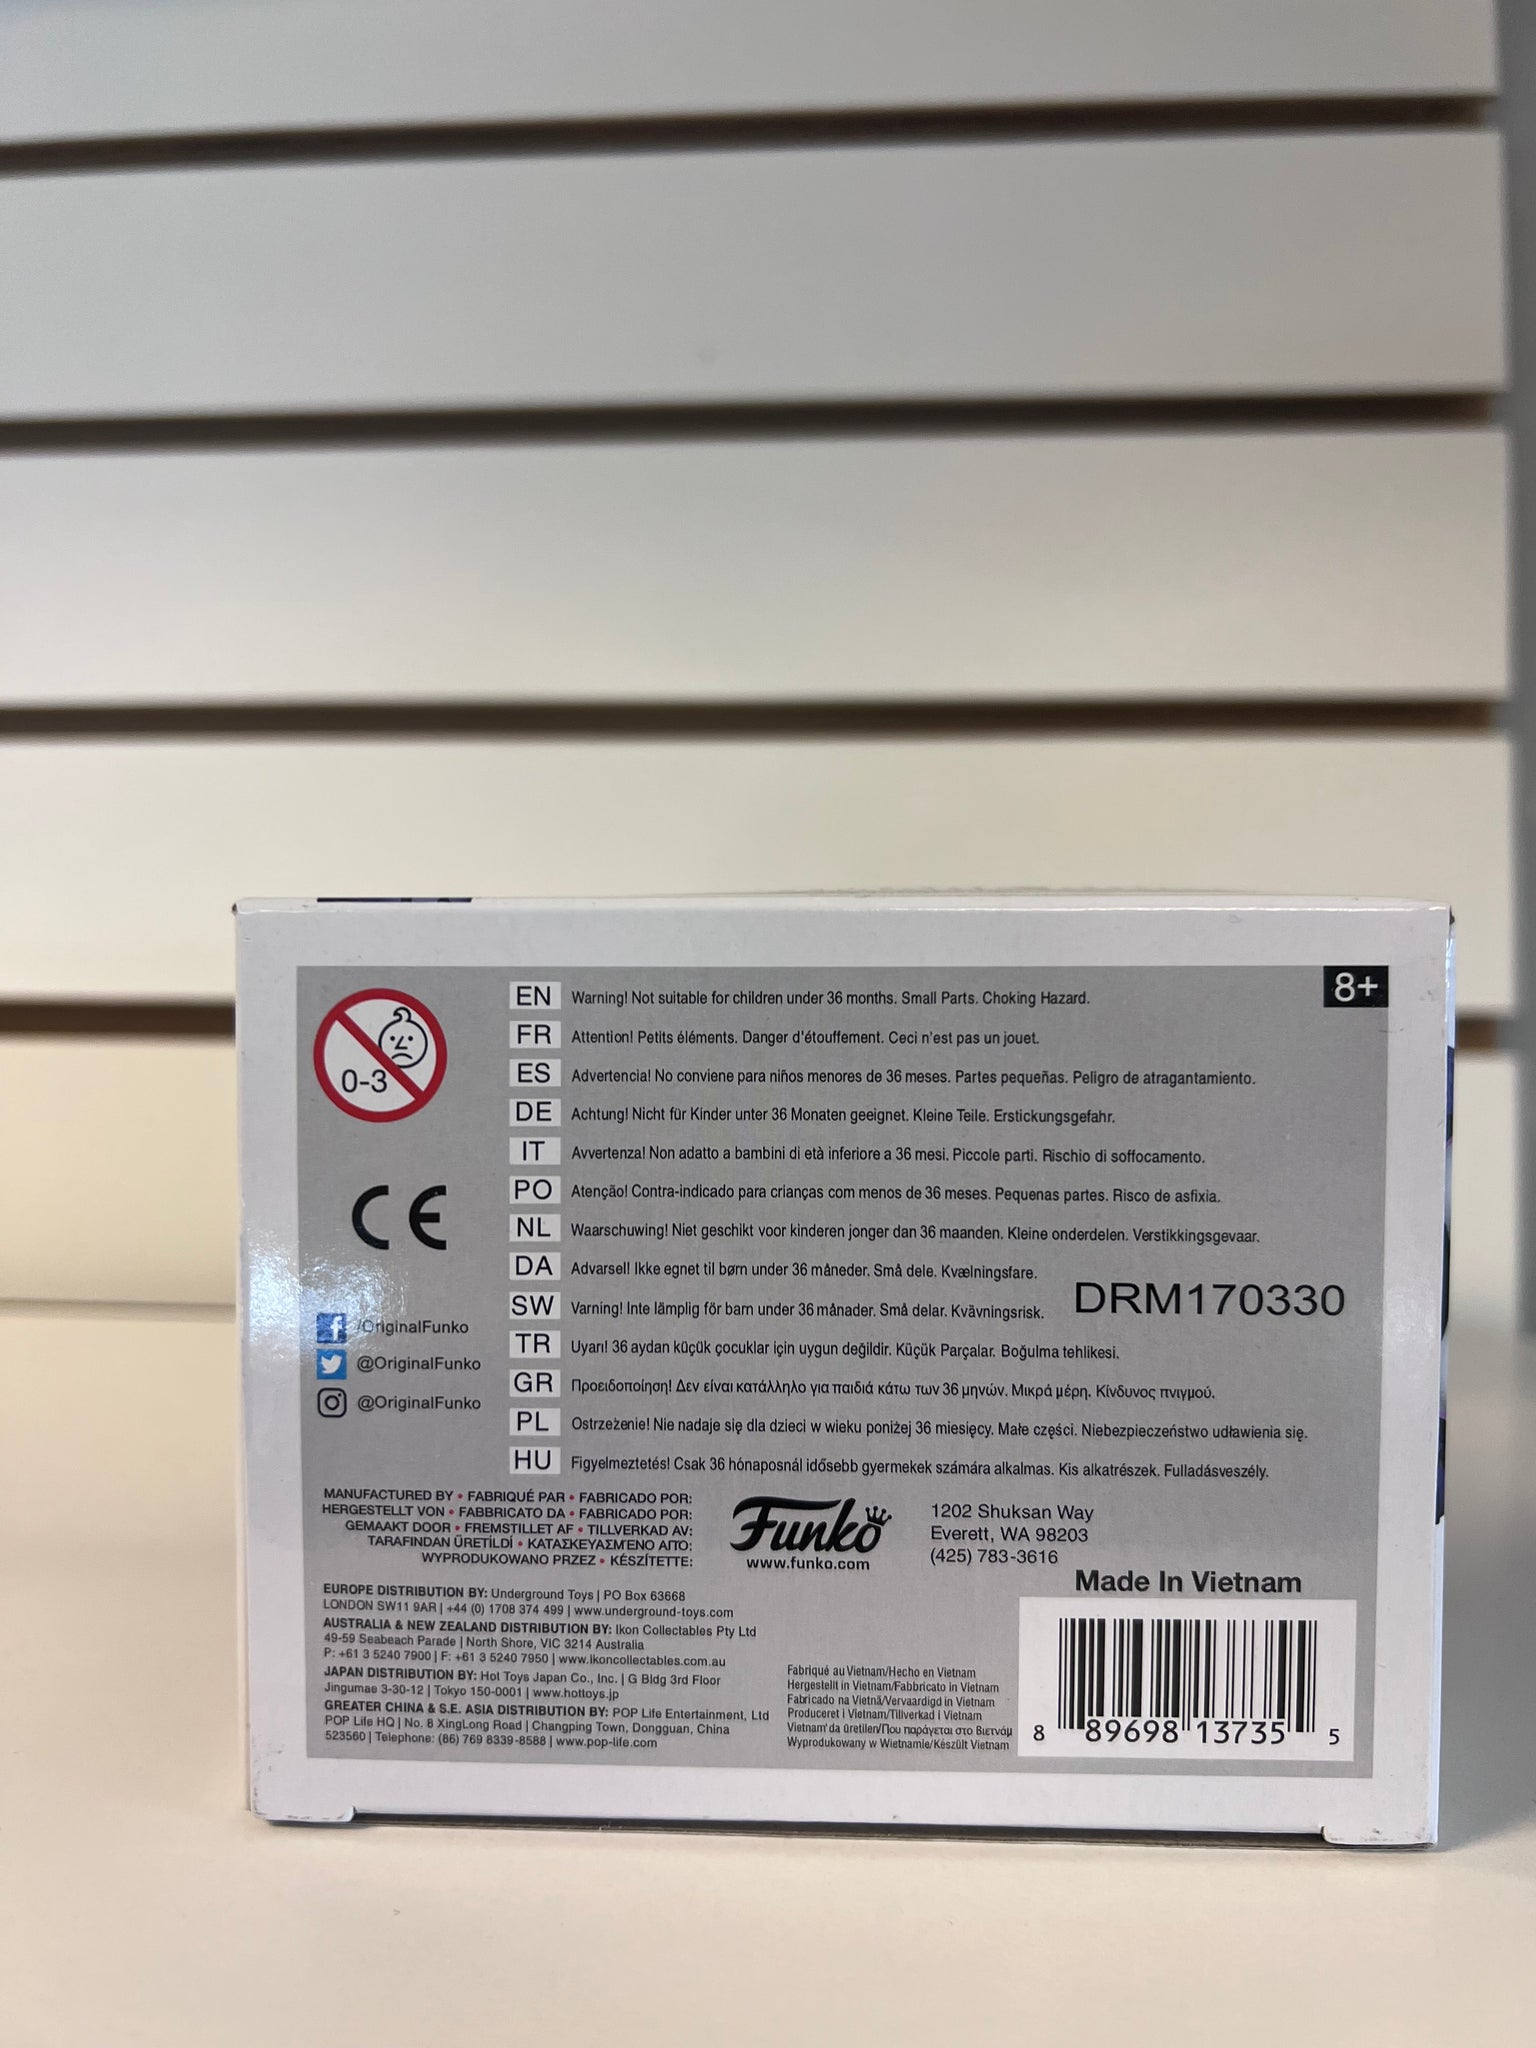 8+
0-3
EN Warning! Not suitable for children under 36 months. Small Parts. Choking Hazard.
FR Attention! Petits éléments. Danger d'étouffement. Ceci n'est pas un jouet.
ES Advertencia! No conviene para niños menores de 36 meses. Partes pequeñas. Peligro de atragantamiento.
DE Achtung! Nicht für Kinder unter 36 Monaten geeignet. Kleine Teile. Erstickungsgefahr.
IT Avvertenza! Non adatto a bambini di età inferiore a 36 mesi. Piccole parti. Rischio di soffocamento.
PO Atenção! Contra-indicado para crianças com menos de 36 meses. Pequenas partes. Risco de asfixia.
NL Waarschuwing! Niet geschikt voor kinderen jonger dan 36 maanden. Kleine onderdelen. Verstikkingsgevaar.
DA Advarsel! Ikke egnet til børn under 36 måneder. Små dele. Kvælningsfare.
SW Varning! Inte lämplig för barn under 36 månader. Små delar. Kvävningsrisk.
TR Uyarı! 36 aydan küçük çocuklar için uygun değildir. Küçük Parçalar. Boğulma tehlikesi.
GR Προειδοποίηση! Δεν είναι κατάλληλο για παιδιά κάτω των 36 μηνών. Μικρά μέρη. Κίνδυνος πνιγμού.
PL Ostrzeżenie! Nie nadaje się dla dzieci w wieku poniżej 36 miesięcy. Małe części. Niebezpieczeństwo udławienia się.
HU Figyelmeztetés! Csak 36 hónaposnál idősebb gyermekek számára alkalmas. Kis alkatrészek. Fulladásveszély.
CE
DRM170330
/OriginalFunko
@OriginalFunko
@OriginalFunko
MANUFACTURED BY • FABRIQUÉ PAR • FABRICADO POR:
HERGESTELLT VON • FABBRICATO DA • FABRICADO POR:
GEMAAKT DOOR • FREMSTILLET AF • TILLVERKAD AV:
TARAFINDAN ÜRETİLDİ • ΚΑΤΑΣΚΕΥΑΣΜΈΝΟ ΑΠΌ:
WYPRODUKOWANO PRZEZ • KÉSZÍTETTE:
Funko
www.funko.com
1202 Shuksan Way
Everett, WA 98203
(425) 783-3616
Made In Vietnam
EUROPE DISTRIBUTION BY: Underground Toys | PO Box 63668
LONDON SW11 9AR | +44 (0) 1708 374 499 | www.underground-toys.com
AUSTRALIA & NEW ZEALAND DISTRIBUTION BY: Ikon Collectables Pty Ltd
49-59 Seabeach Parade | North Shore, VIC 3214 Australia
P: +61 3 5240 7900 | F: +61 3 5240 7950 | www.ikoncollectables.com.au
JAPAN DISTRIBUTION BY: Hot Toys Japan Co., Inc. | G Bldg 3rd Floor
Jingumae 3-30-12 | Tokyo 150-0001 | www.hottoys.jp
GREATER CHINA & S.E. ASIA DISTRIBUTION BY: POP Life Entertainment, Ltd
POP Life HQ | No. 8 XingLong Road | Changping Town, Dongguan, China
523560 | Telephone: (86) 769 8339-8588 | www.pop-life.com
Fabriqué au Vietnam/Hecho en Vietnam
Hergestellt in Vietnam/Fabbricato in Vietnam
Fabricado na Vietnã/Vervaardigd in Vietnam
Produceret i Vietnam/Tillverkad i Vietnam
Vietnam'da üretilen/Που παράγεται στο Βιετνάμ
Wyprodukowany w Wietnamie/Készült Vietnam
8 89698 13735 5